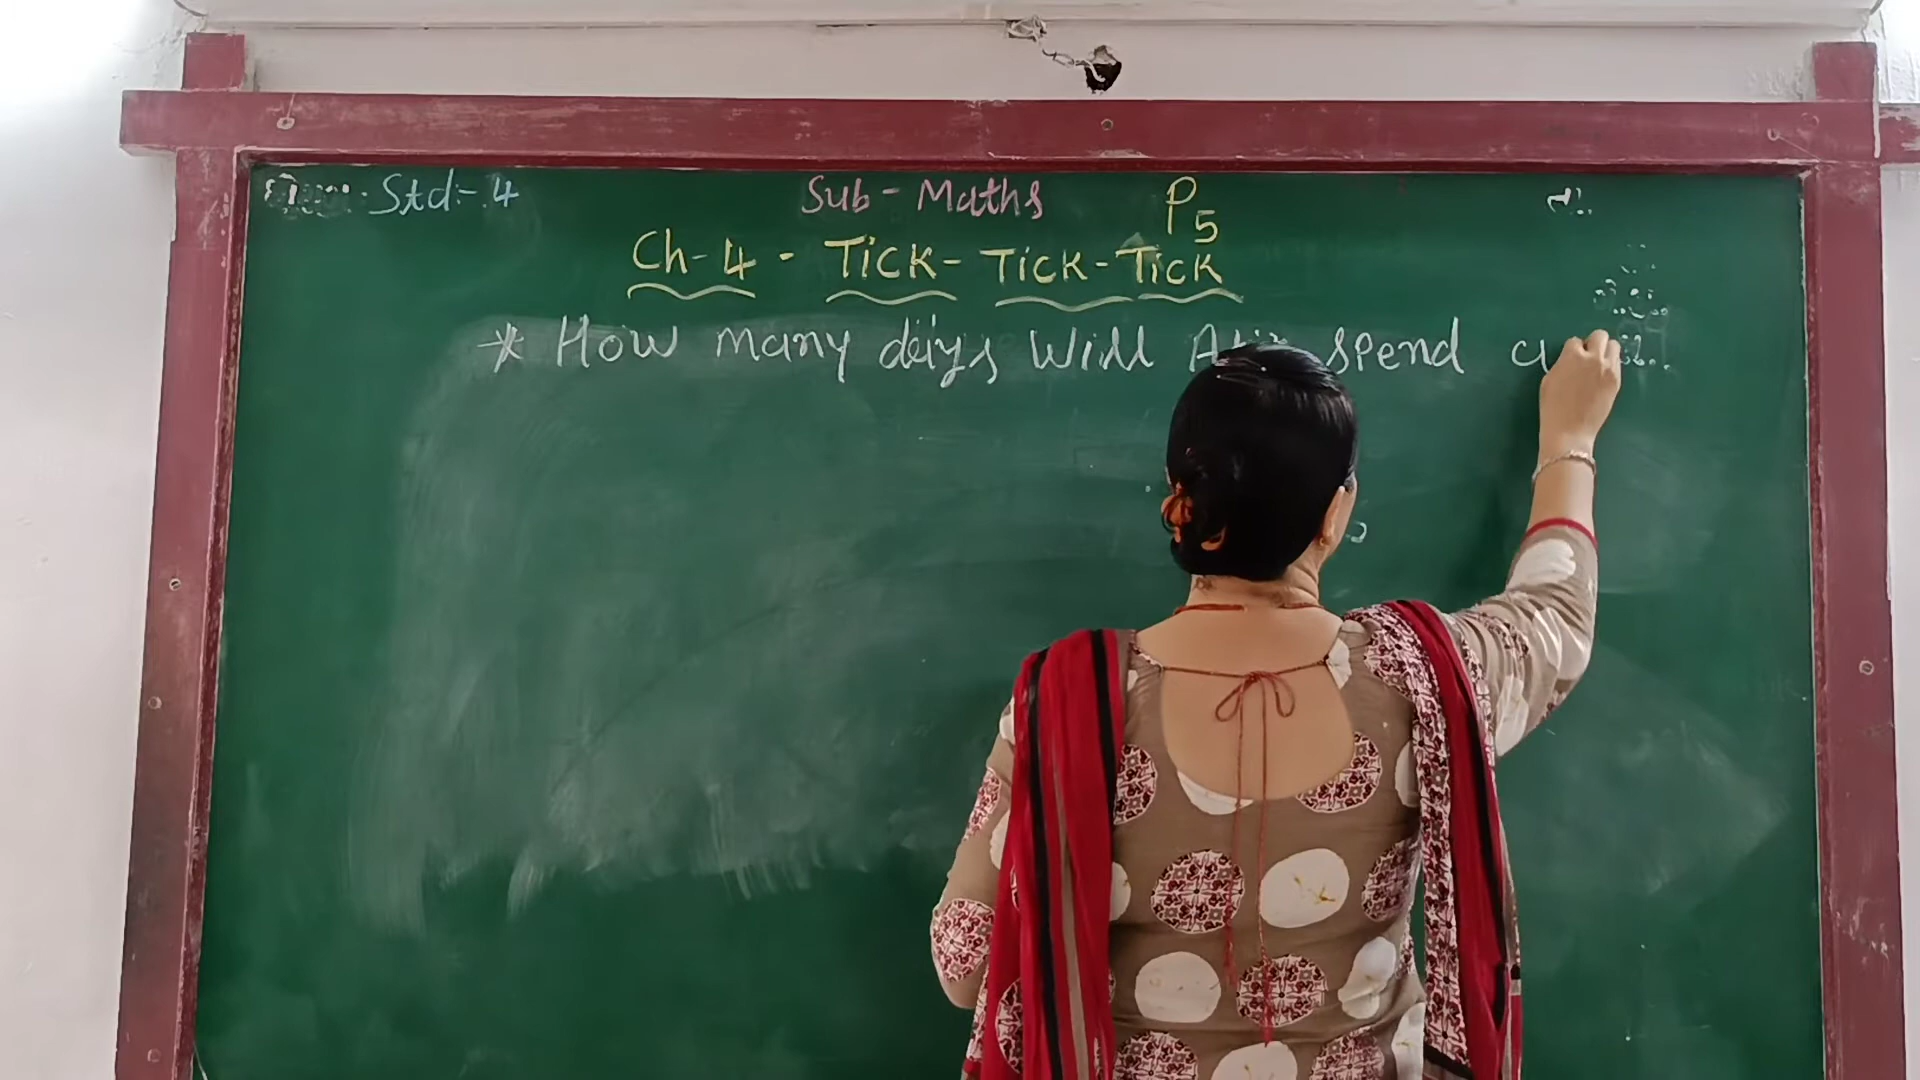 Std:- 4
Sub - Maths
P5
Ch-4 - Tick- Tick-Tick
* How many days Will spend